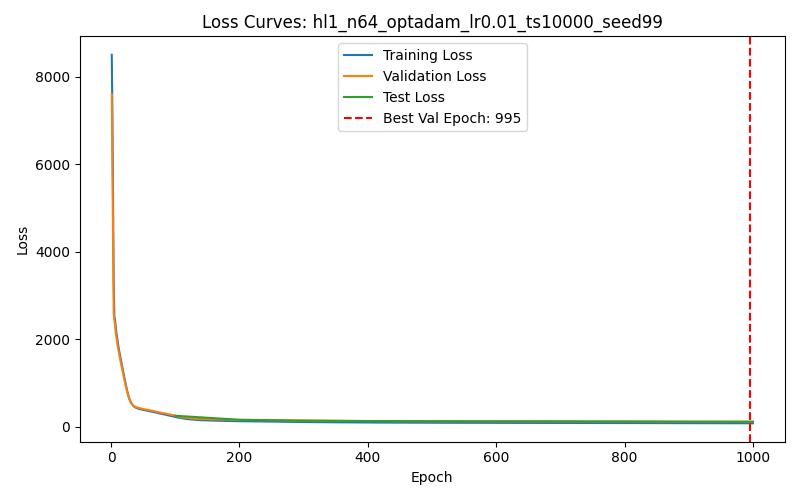 Loss Curves: hl1_n64_optadam_lr0.01_ts10000_seed99
Training Loss
Validation Loss
Test Loss
Best Val Epoch: 995
Loss
8000
6000
4000
2000
0
0 200 400 600 800 1000
Epoch